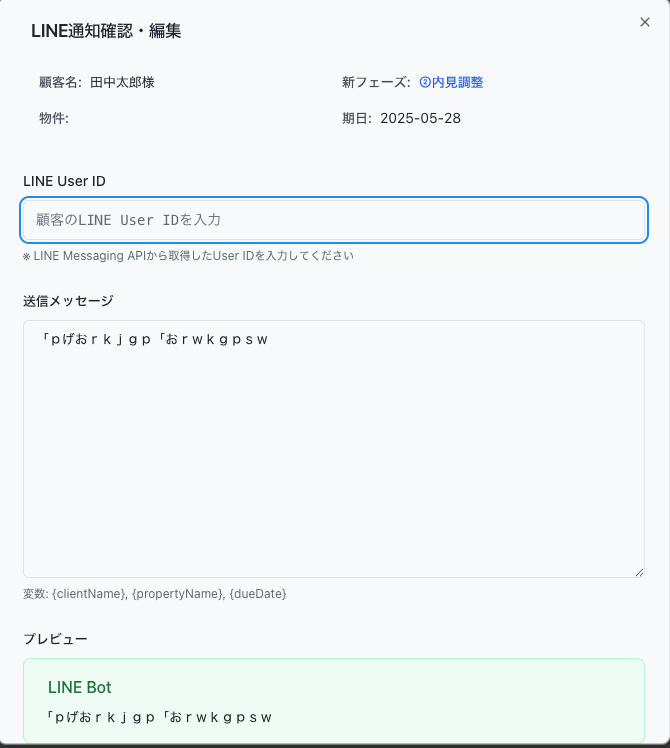 LINE通知確認・編集
×
顧客名: 田中太郎様
新フェーズ: ②内見調整
物件:
期日: 2025-05-28
LINE User ID
顧客のLINE User IDを入力
※ LINE Messaging APIから取得したUser IDを入力してください
送信メッセージ
「ｐげおｒｋｊｇｐ「おｒｗｋｇｐｓｗ
変数: {clientName}, {propertyName}, {dueDate}
プレビュー
LINE Bot
「ｐげおｒｋｊｇｐ「おｒｗｋｇｐｓｗ